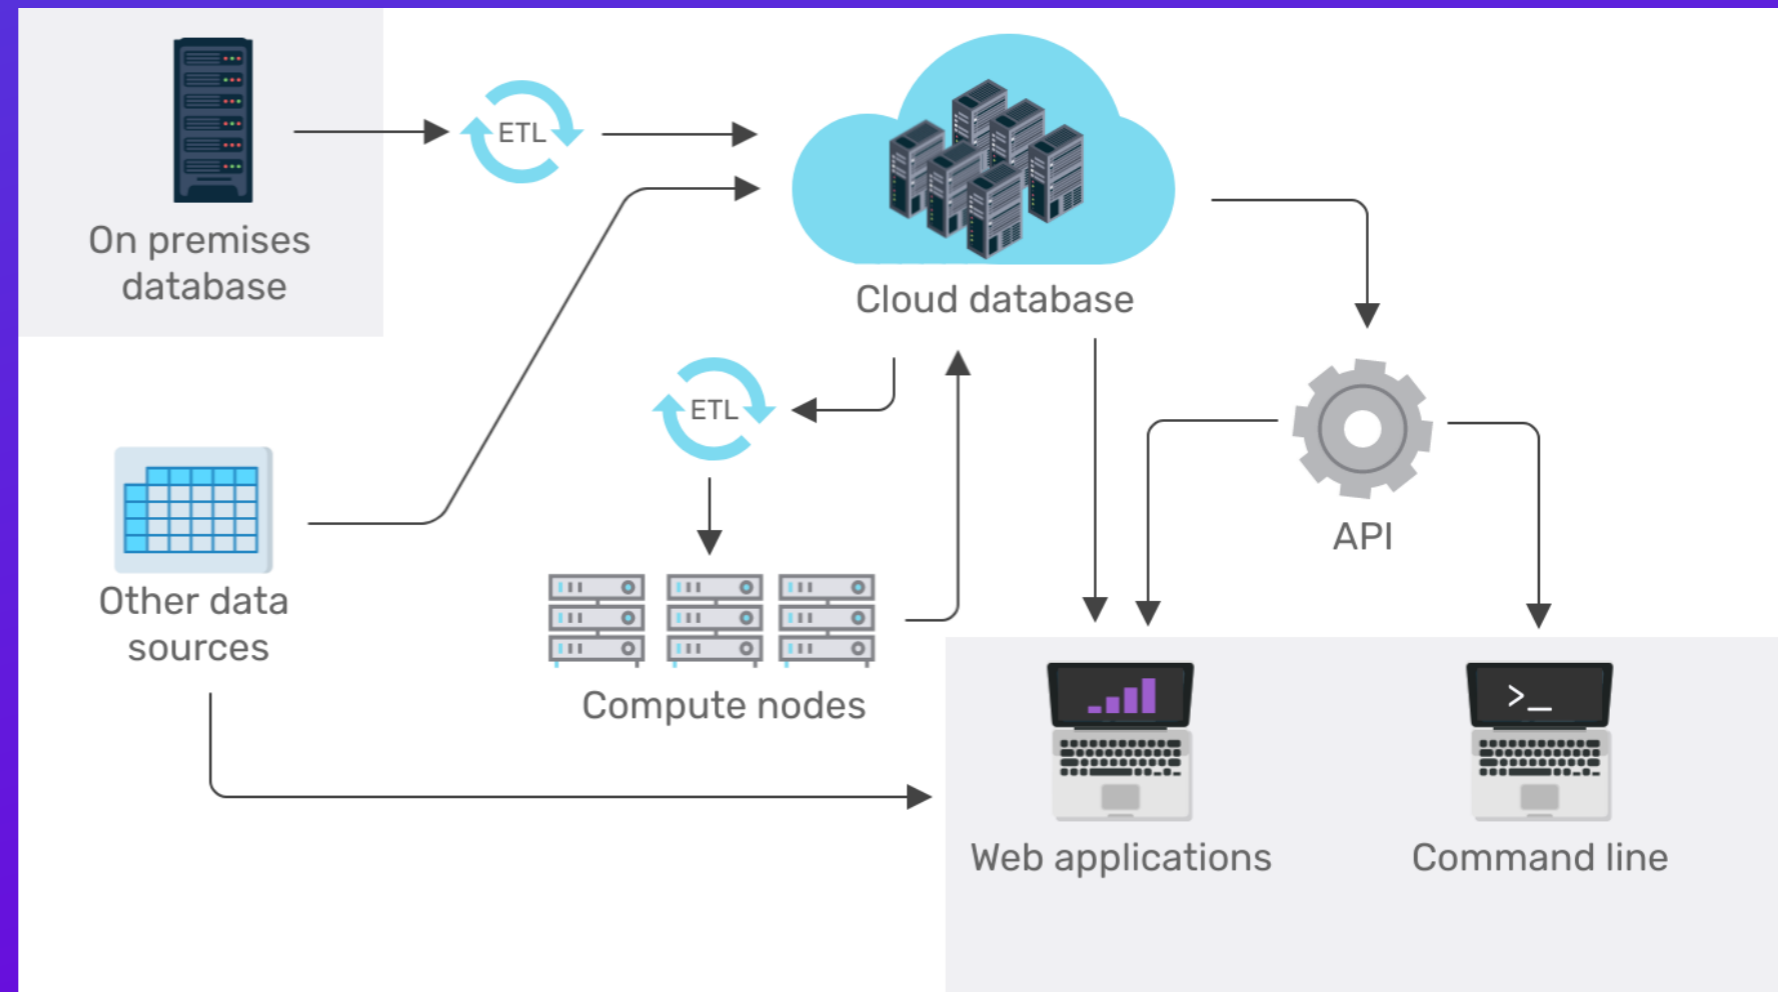 ETL
On premises
database
Cloud database
ETL
API
Other data
sources
Compute nodes
>_
Web applications
Command line